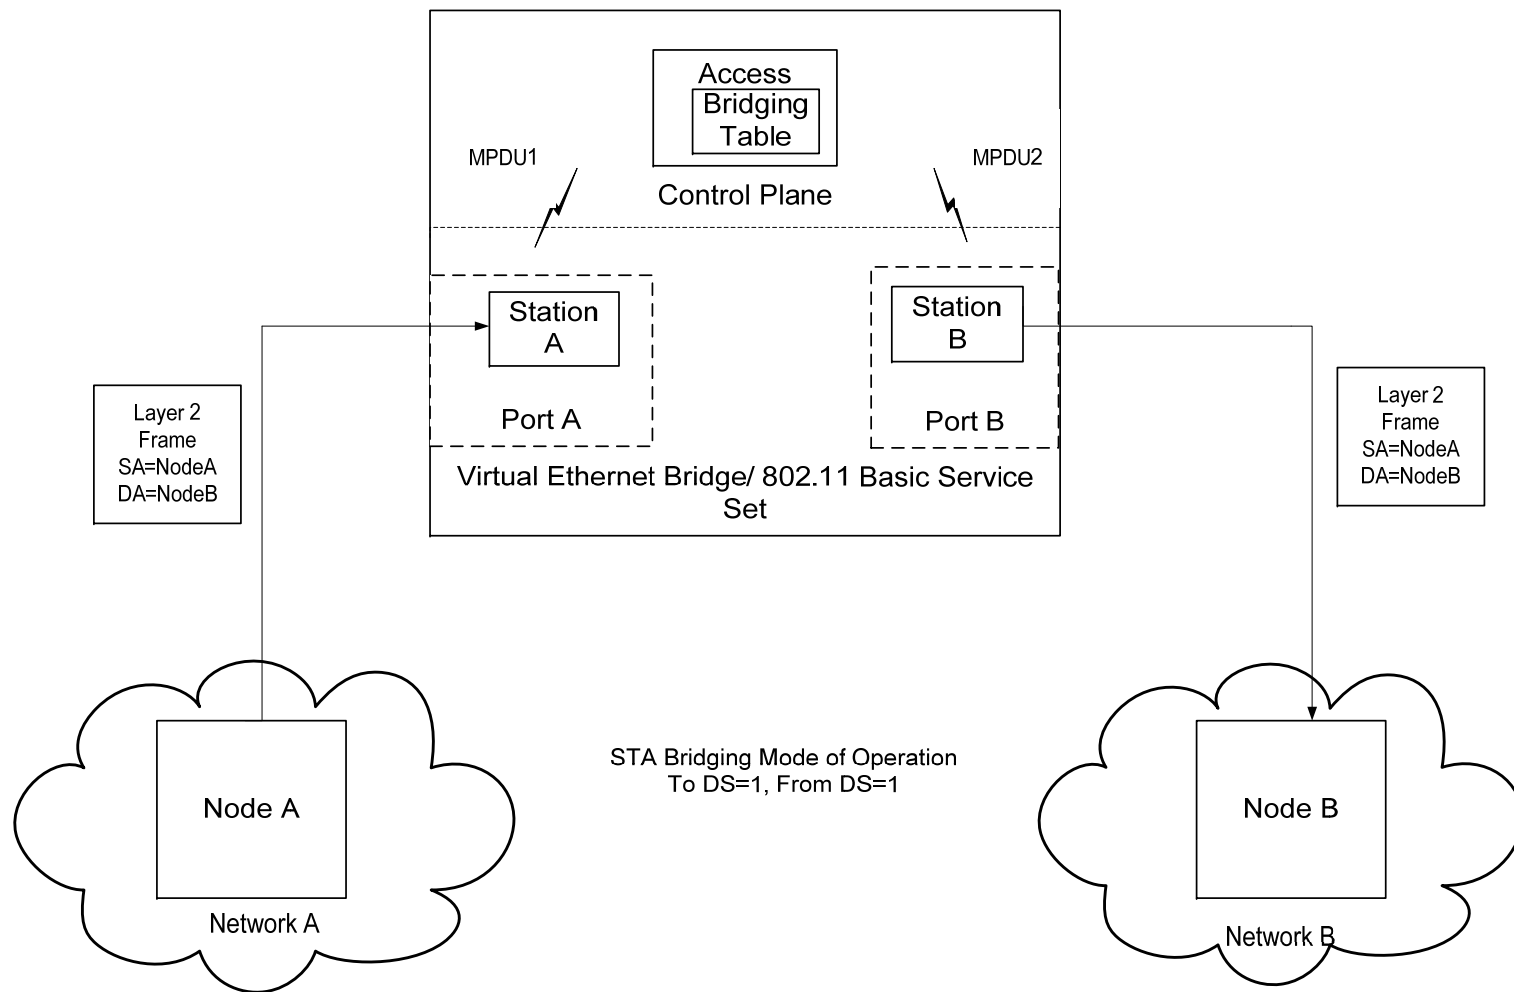 Access
Bridging
Table
MPDU1
MPDU2
Control Plane
Station
A
Station
B
Port A
Port B
Virtual Ethernet Bridge/ 802.11 Basic Service
Set
Layer 2
Frame
SA=NodeA
DA=NodeB
Layer 2
Frame
SA=NodeA
DA=NodeB
STA Bridging Mode of Operation
To DS=1, From DS=1
Node A
Network A
Node B
Network B